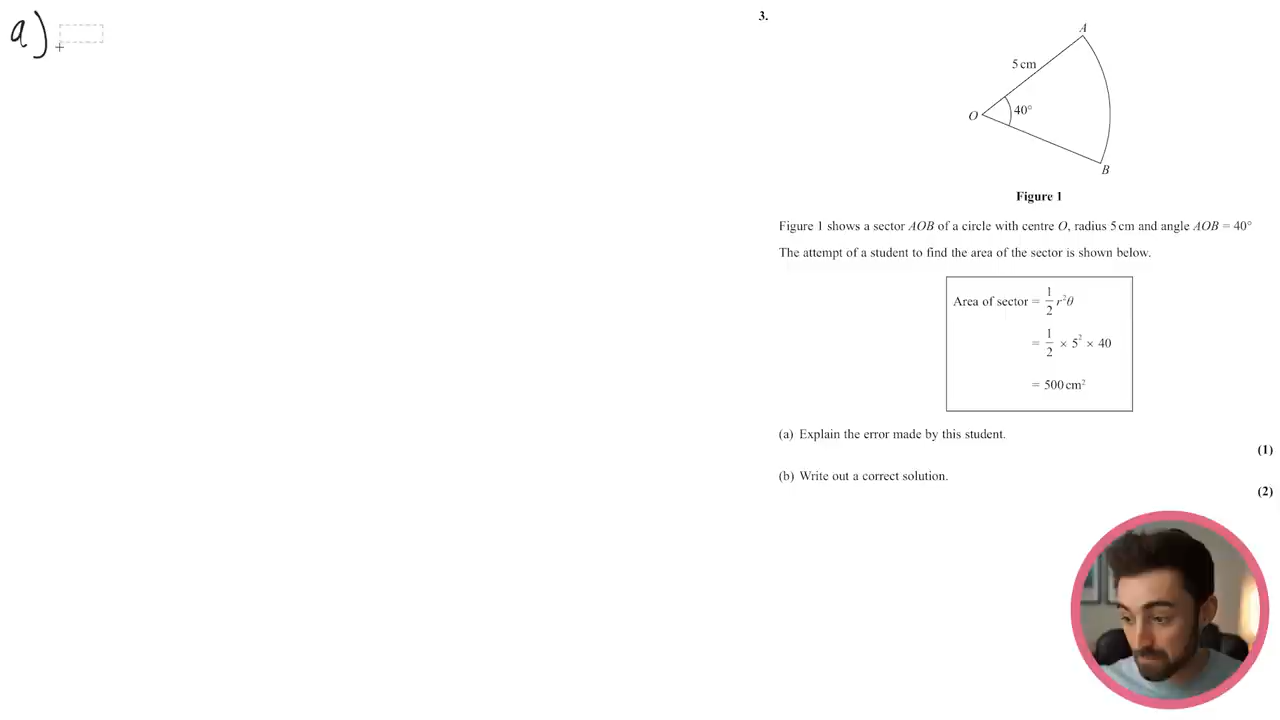 a)
3.
A
5 cm
O
40°
B
Figure 1
Figure 1 shows a sector AOB of a circle with centre O, radius 5 cm and angle AOB = 40°
The attempt of a student to find the area of the sector is shown below.
Area of sector = 1/2 r²θ
= 1/2 × 5² × 40
= 500 cm²
(a) Explain the error made by this student.
(1)
(b) Write out a correct solution.
(2)